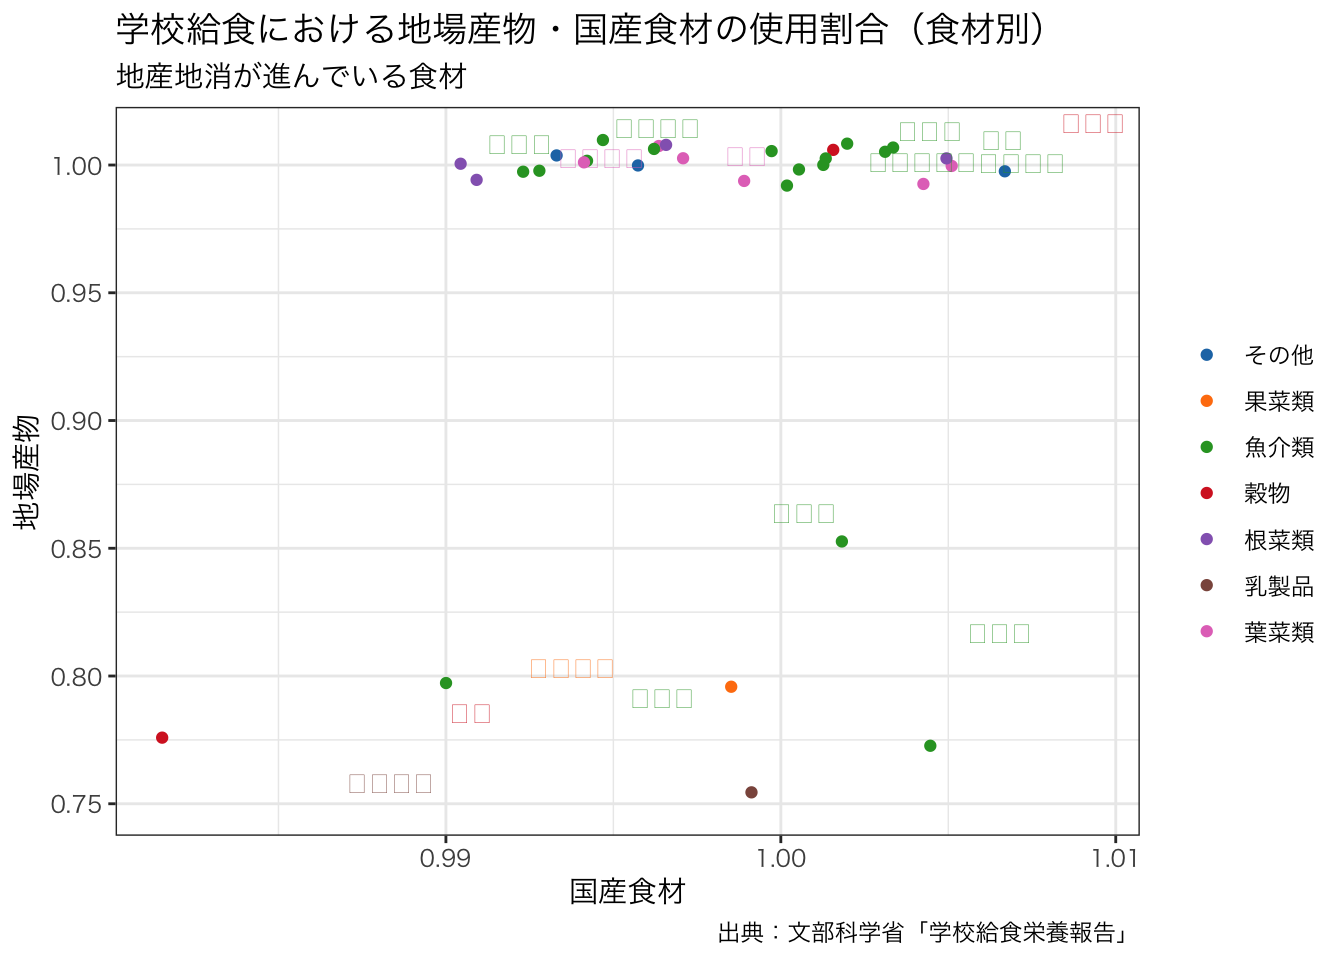 学校給食における地場産物・国産食材の使用割合（食材別）
地産地消が進んでいる食材
1.00
0.95
0.90
0.85
0.80
0.75
地場産物
0.99
1.00
1.01
国産食材
その他
果菜類
魚介類
穀物
根菜類
乳製品
葉菜類
出典：文部科学省「学校給食栄養報告」